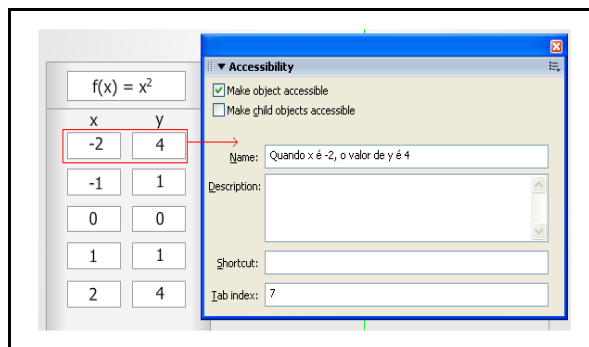 f(x) = x²
x y
-2 4
-1 1
0 0
1 1
2 4
Accessibility
Make object accessible
Make child objects accessible
Name: Quando x é -2, o valor de y é 4
Description:
Shortcut:
Tab index: 7